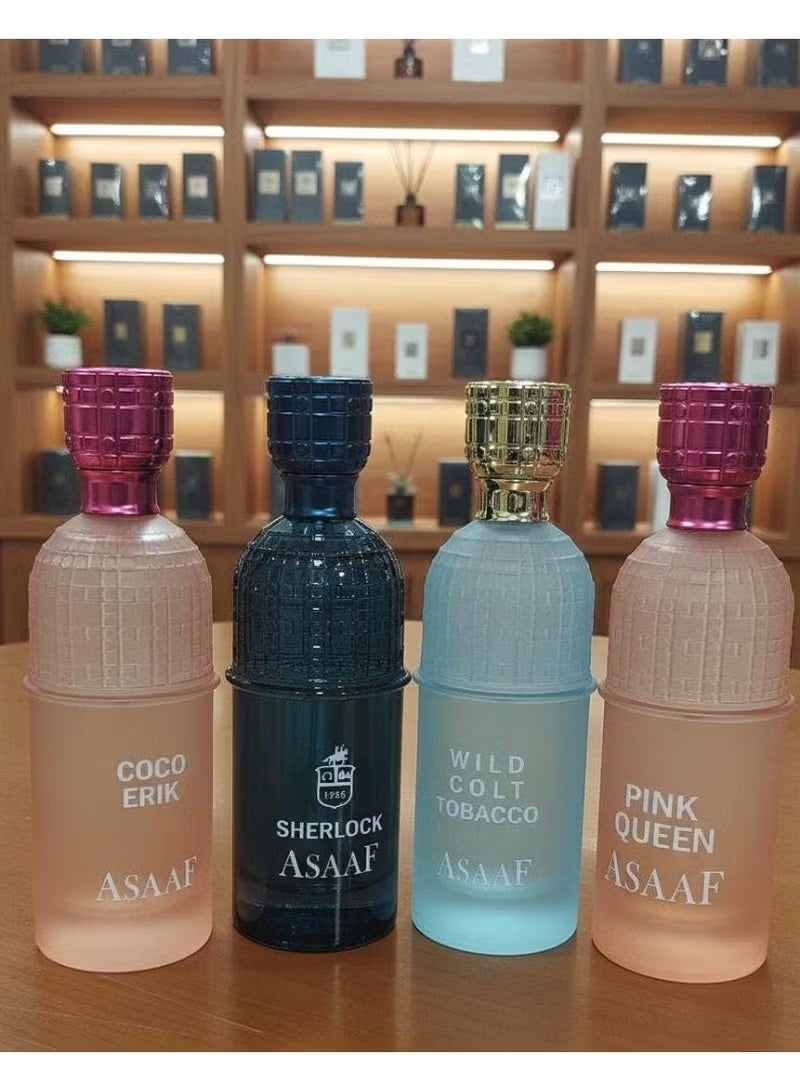 COCO
ERIK
ASAAF
1986
SHERLOCK
ASAAF
WILD
COLT
TOBACCO
ASAAF
PINK
QUEEN
ASAAF